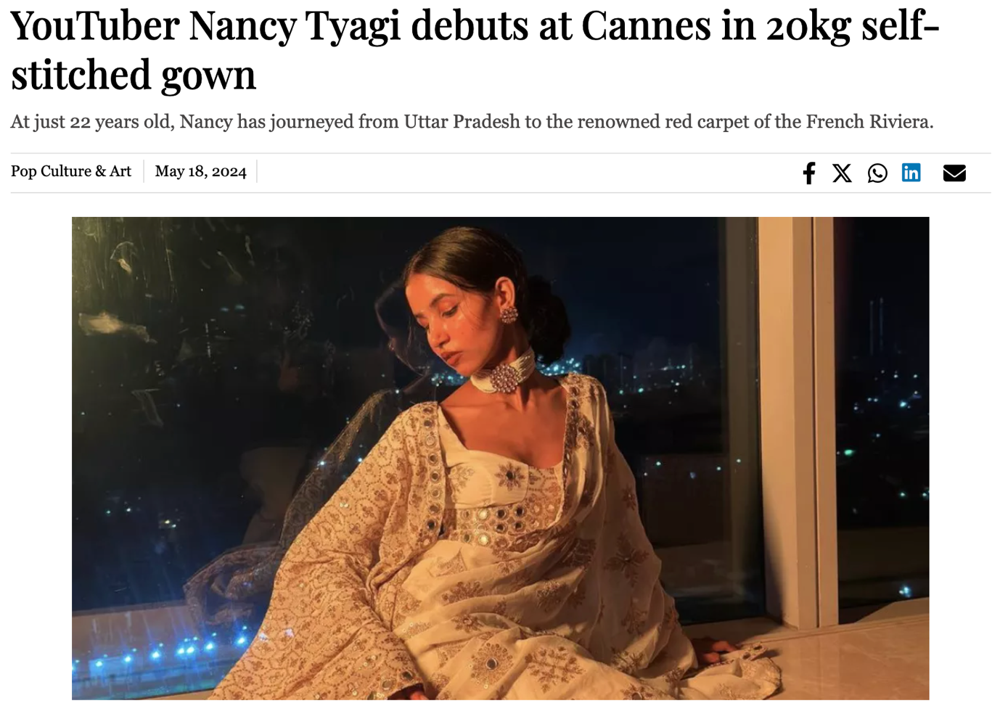 YouTuber Nancy Tyagi debuts at Cannes in 20kg self-
stitched gown
At just 22 years old, Nancy has journeyed from Uttar Pradesh to the renowned red carpet of the French Riviera.
Pop Culture & Art May 18, 2024
in